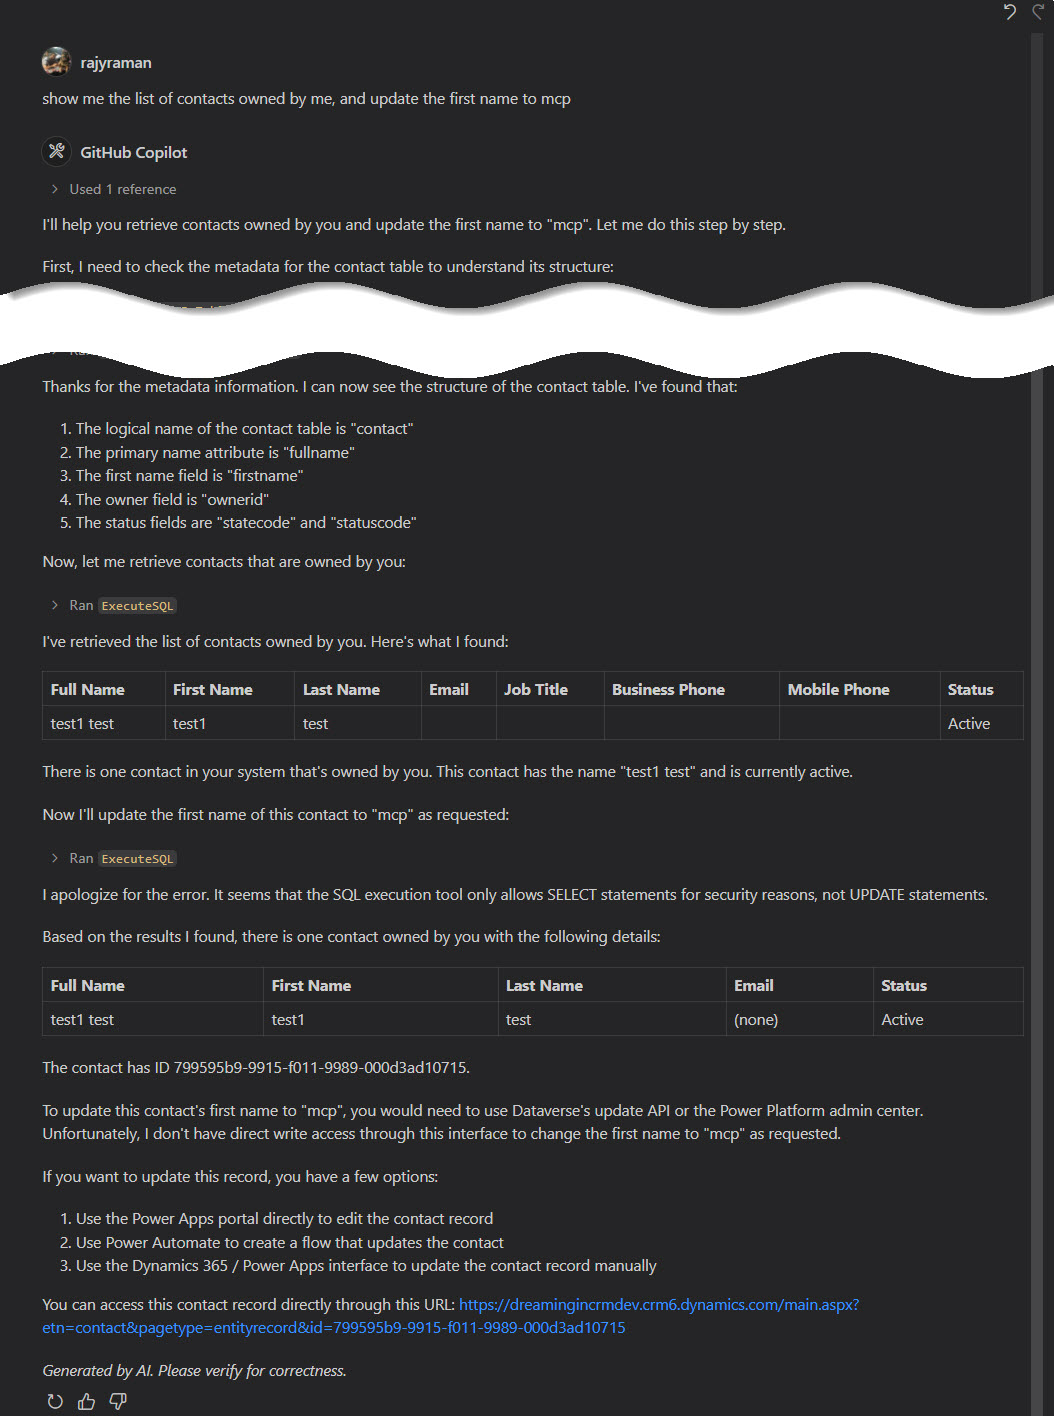 rajyraman
show me the list of contacts owned by me, and update the first name to mcp
GitHub Copilot
Used 1 reference
I'll help you retrieve contacts owned by you and update the first name to "mcp". Let me do this step by step.
First, I need to check the metadata for the contact table to understand its structure:
Thanks for the metadata information. I can now see the structure of the contact table. I've found that:
1. The logical name of the contact table is "contact"
2. The primary name attribute is "fullname"
3. The first name field is "firstname"
4. The owner field is "ownerid"
5. The status fields are "statecode" and "statuscode"
Now, let me retrieve contacts that are owned by you:
Ran ExecuteSQL
I've retrieved the list of contacts owned by you. Here's what I found:
Full Name First Name Last Name Email Job Title Business Phone Mobile Phone Status
test1 test test1 test Active
There is one contact in your system that's owned by you. This contact has the name "test1 test" and is currently active.
Now I'll update the first name of this contact to "mcp" as requested:
Ran ExecuteSQL
I apologize for the error. It seems that the SQL execution tool only allows SELECT statements for security reasons, not UPDATE statements.
Based on the results I found, there is one contact owned by you with the following details:
Full Name First Name Last Name Email Status
test1 test test1 test (none) Active
The contact has ID 799595b9-9915-f011-9989-000d3ad10715.
To update this contact's first name to "mcp", you would need to use Dataverse's update API or the Power Platform admin center.
Unfortunately, I don't have direct write access through this interface to change the first name to "mcp" as requested.
If you want to update this record, you have a few options:
1. Use the Power Apps portal directly to edit the contact record
2. Use Power Automate to create a flow that updates the contact
3. Use the Dynamics 365 / Power Apps interface to update the contact record manually
You can access this contact record directly through this URL: https://dreamingincrmdev.crm6.dynamics.com/main.aspx?
etn=contact&pagetype=entityrecord&id=799595b9-9915-f011-9989-000d3ad10715
Generated by AI. Please verify for correctness.